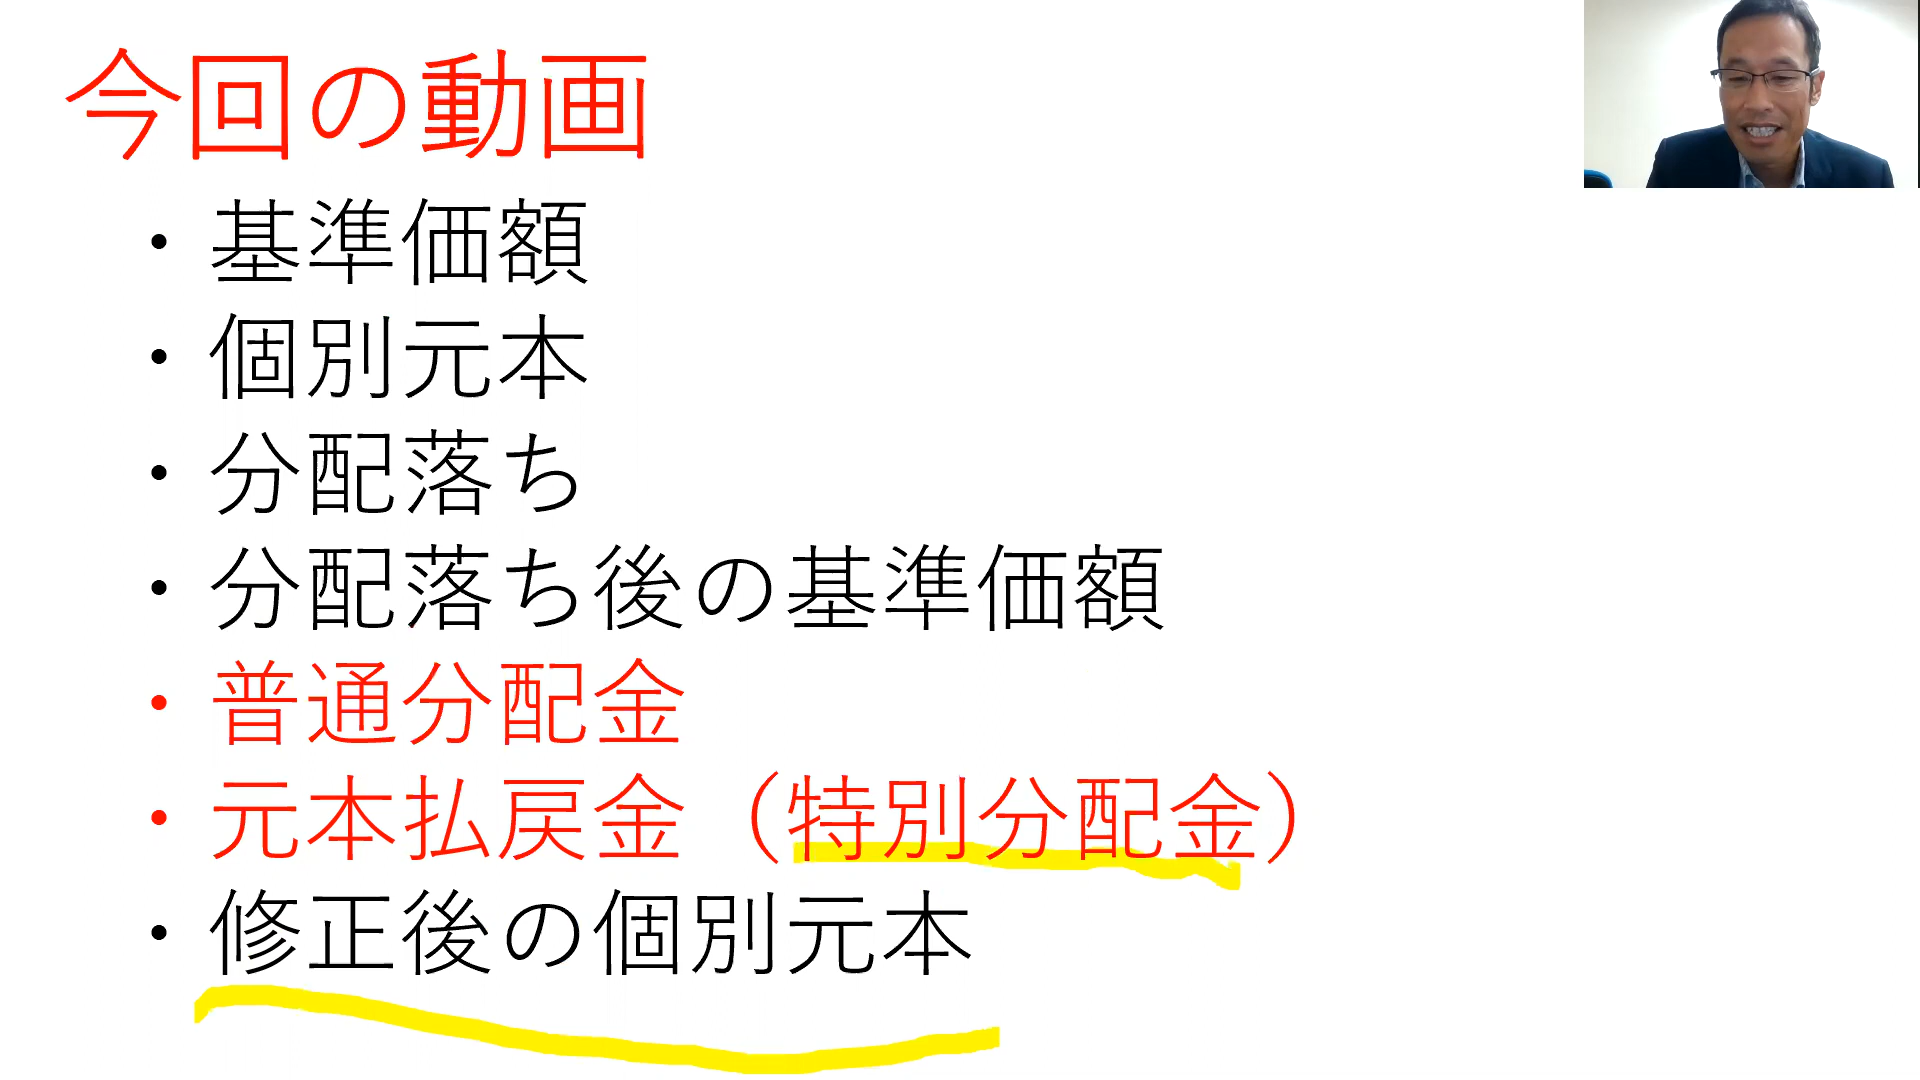 今回の動画
・基準価額
・個別元本
・分配落ち
・分配落ち後の基準価額
・普通分配金
・元本払戻金（特別分配金）
・修正後の個別元本